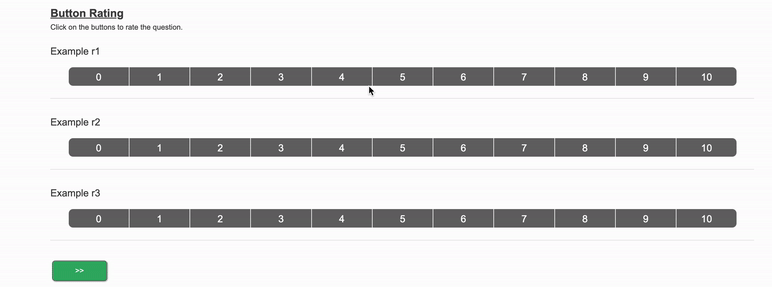 Button Rating
Click on the buttons to rate the question.
Example r1
0 1 2 3 4 5 6 7 8 9 10
Example r2
0 1 2 3 4 5 6 7 8 9 10
Example r3
0 1 2 3 4 5 6 7 8 9 10
>>